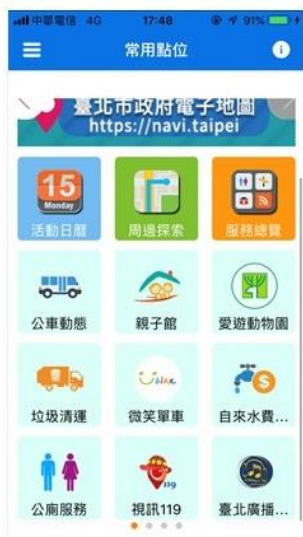 中華電信 4G 17:48 91%
常用點位
臺北市政府電子地圖
https://navi.taipei
15
Monday
活動日曆 周邊探索 服務總覽
公車動態 親子館 愛遊動物園
Ubike
垃圾清運 微笑單車 自來水費...
119
公廁服務 視訊119 臺北廣播...